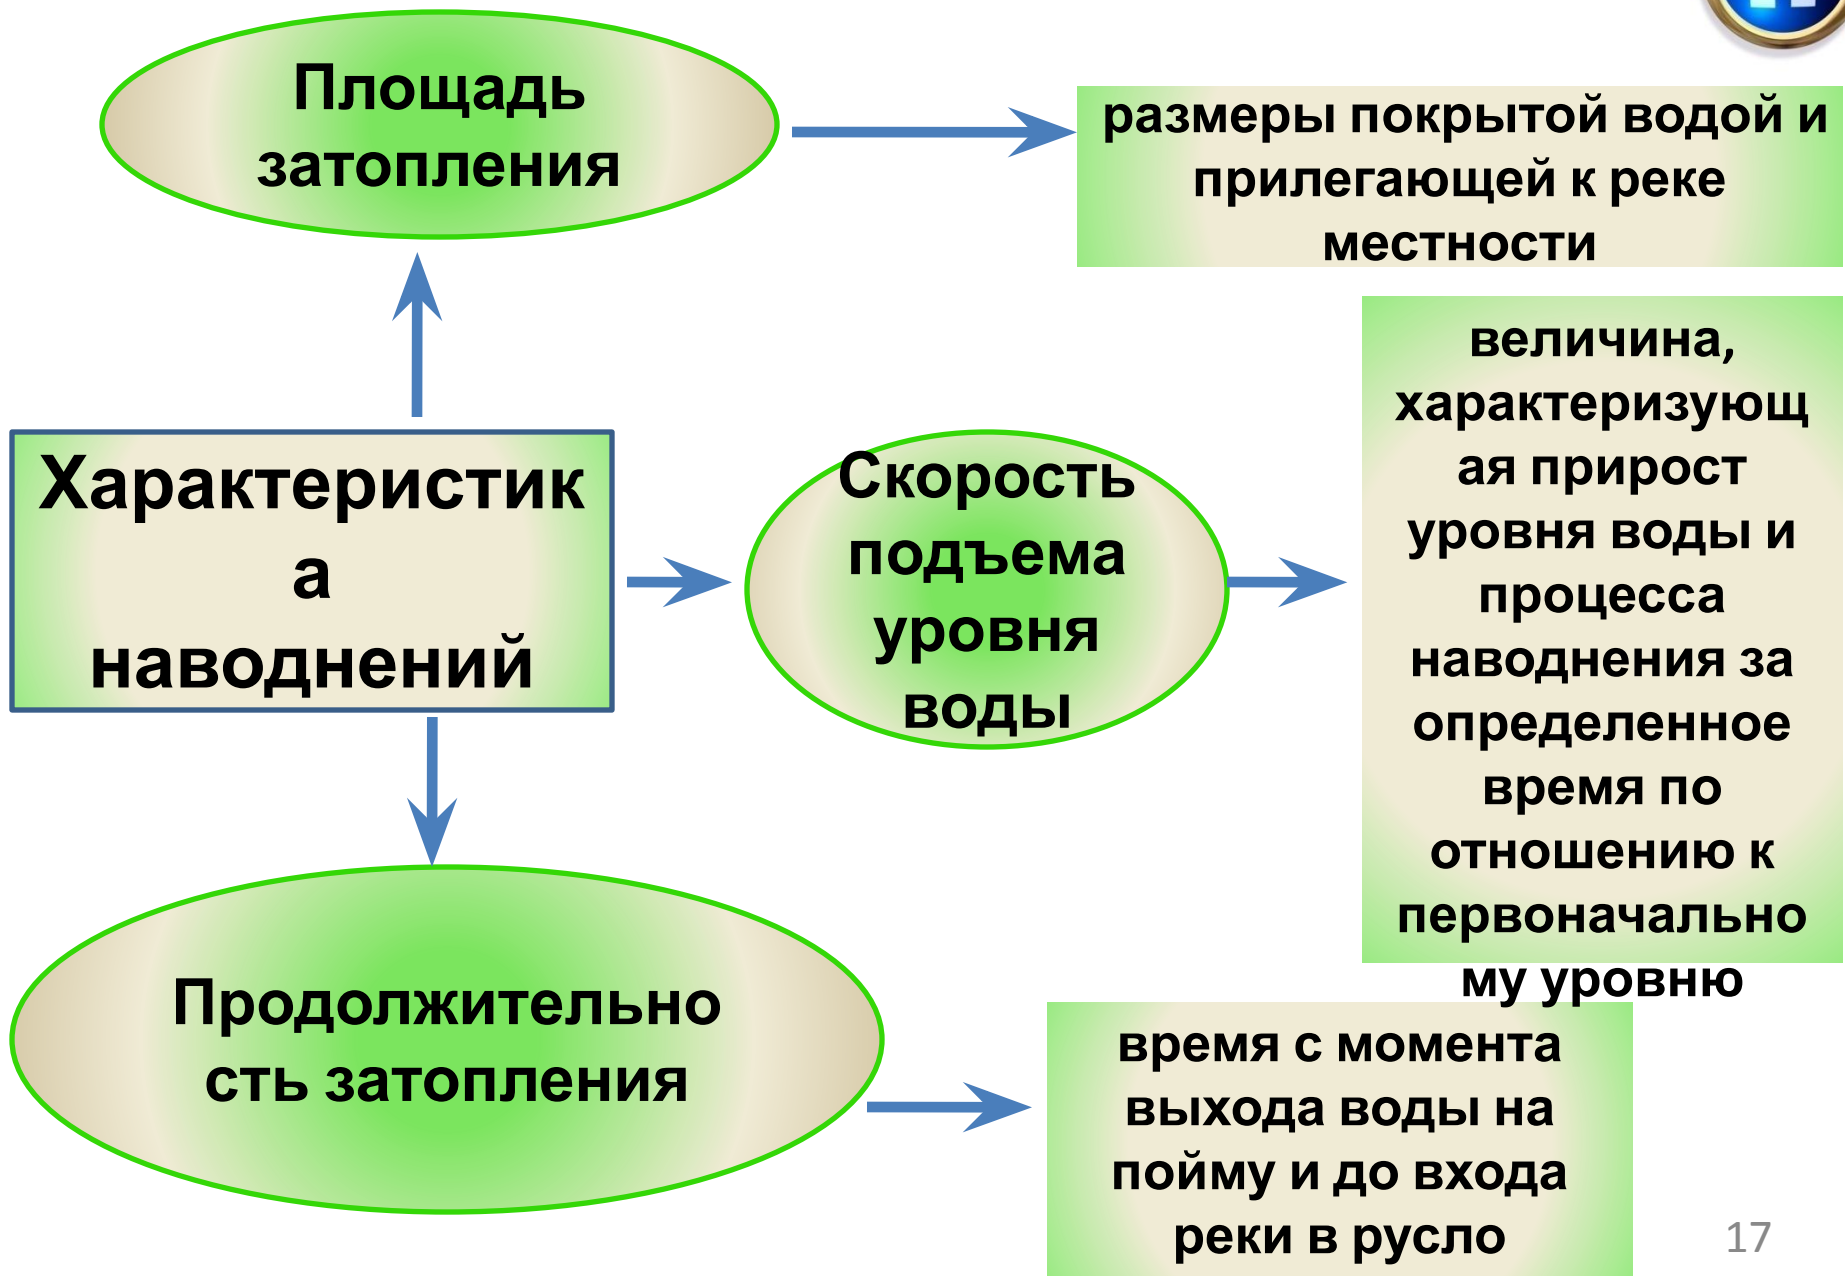 Площадь
затопления
размеры покрытой водой и
прилегающей к реке
местности
Характеристик
а
наводнений
Скорость
подъема
уровня
воды
величина,
характеризующ
ая прирост
уровня воды и
процесса
наводнения за
определенное
время по
отношению к
первоначально
му уровню
Продолжительно
сть затопления
время с момента
выхода воды на
пойму и до входа
реки в русло
17